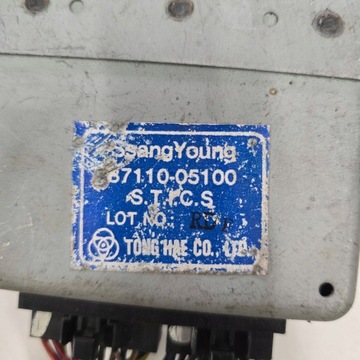 SsangYoung
87110-05100
S.T.I.C.S
LOT NO.
TONG HAE CO., LTD